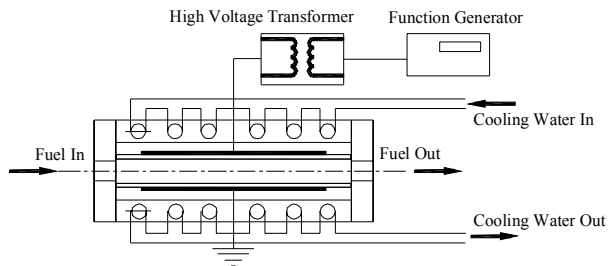 High Voltage Transformer
Function Generator
Cooling Water In
Fuel In
Fuel Out
Cooling Water Out